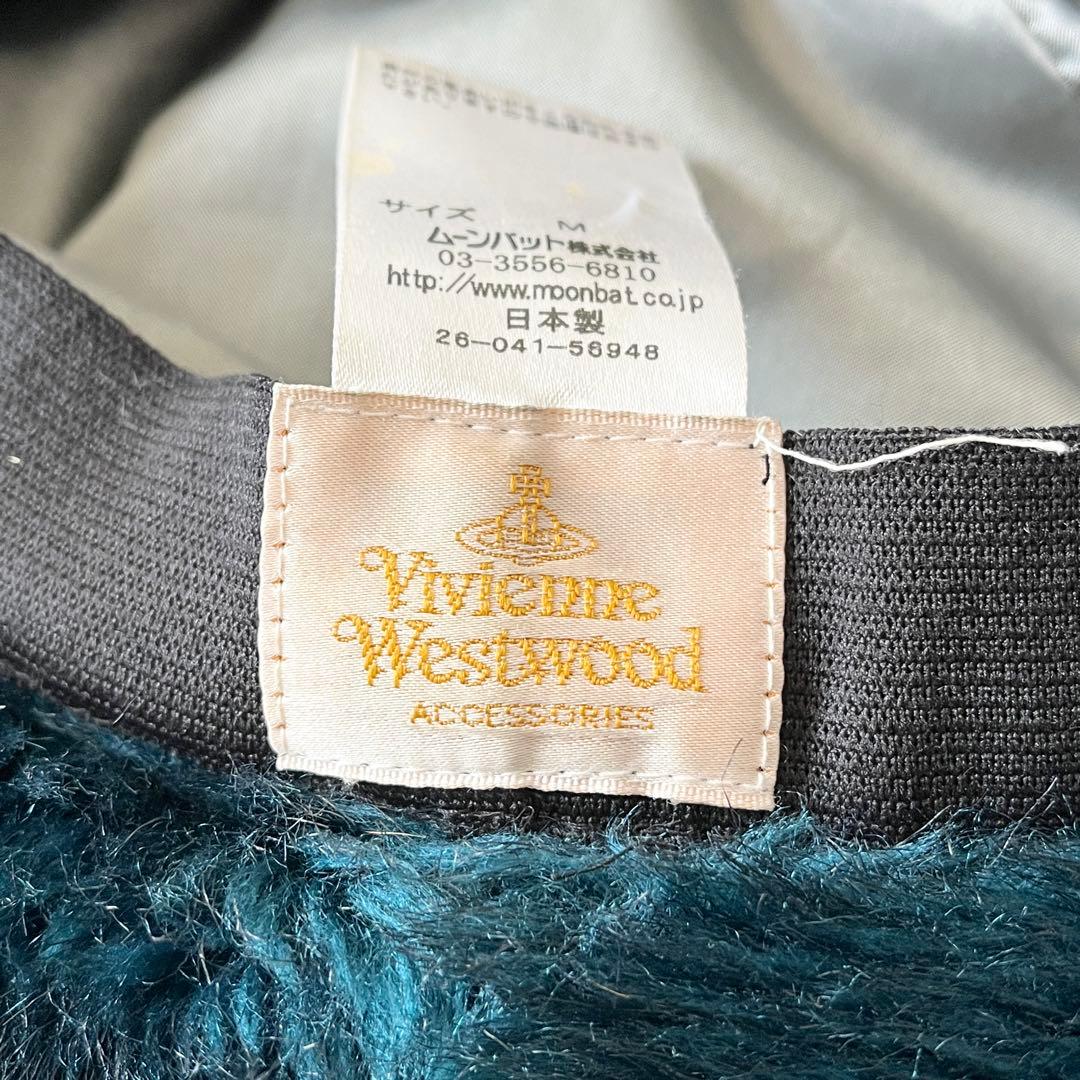 サイズ M
ムーンバット株式会社
03-3556-6810
http://www.moonbat.co.jp
日本製
26-041-56948
Vivienne
Westwood
ACCESSORIES